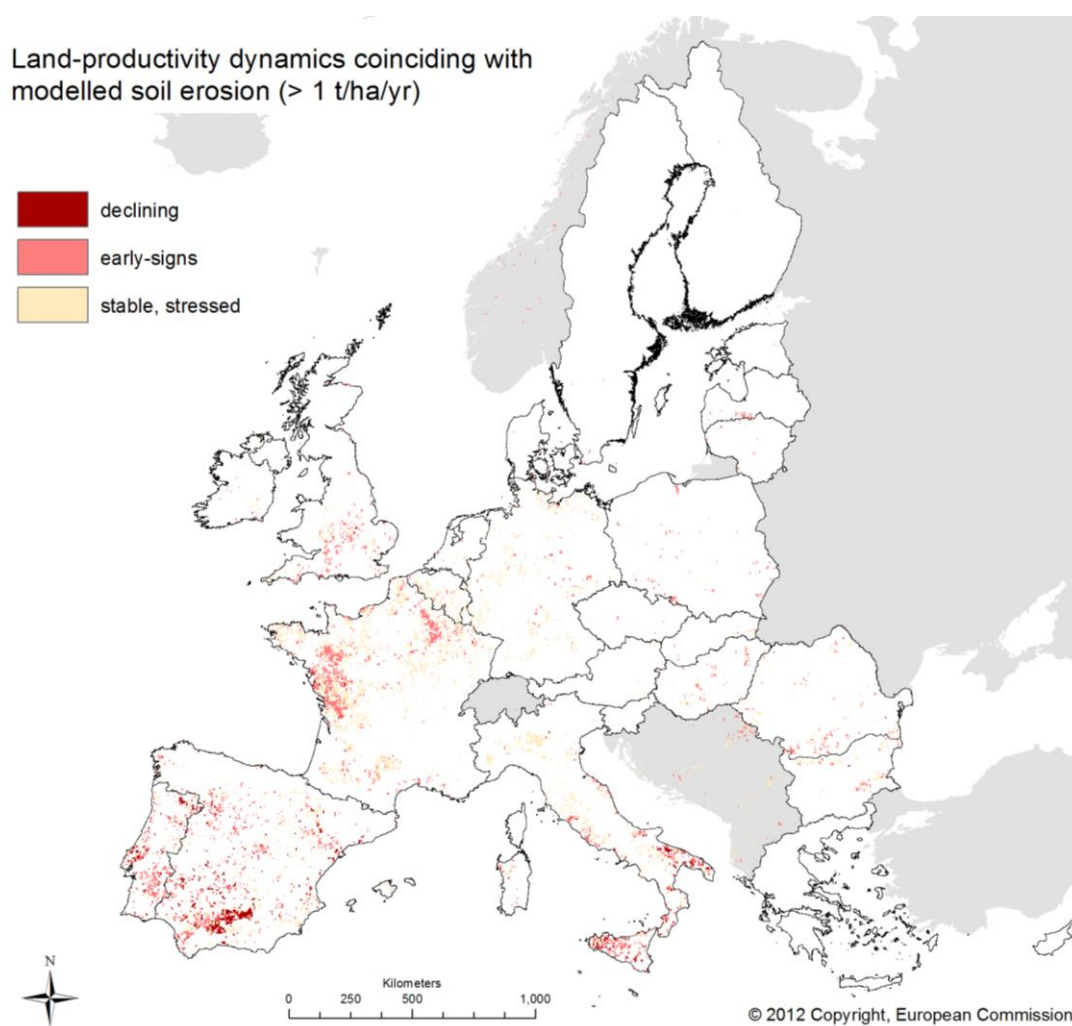 Land-productivity dynamics coinciding with
modelled soil erosion (> 1 t/ha/yr)
declining
early-signs
stable, stressed
N
Kilometers
0 250 500 1,000
© 2012 Copyright, European Commission